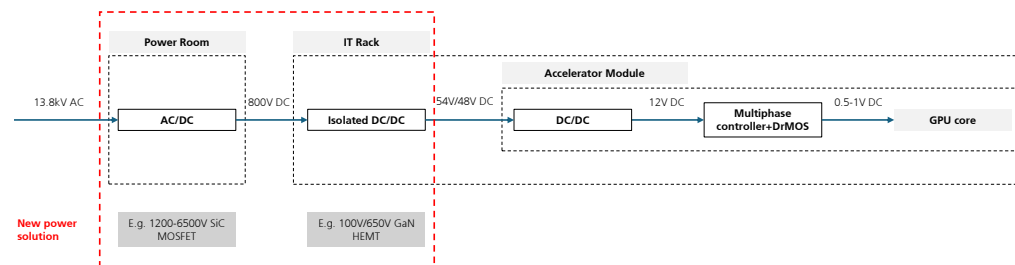 Power Room
IT Rack
Accelerator Module
13.8kV AC
AC/DC
800V DC
Isolated DC/DC
54V/48V DC
DC/DC
12V DC
Multiphase
controller+DrMOS
0.5-1V DC
GPU core
New power
solution
E.g. 1200-6500V SiC
MOSFET
E.g. 100V/650V GaN
HEMT